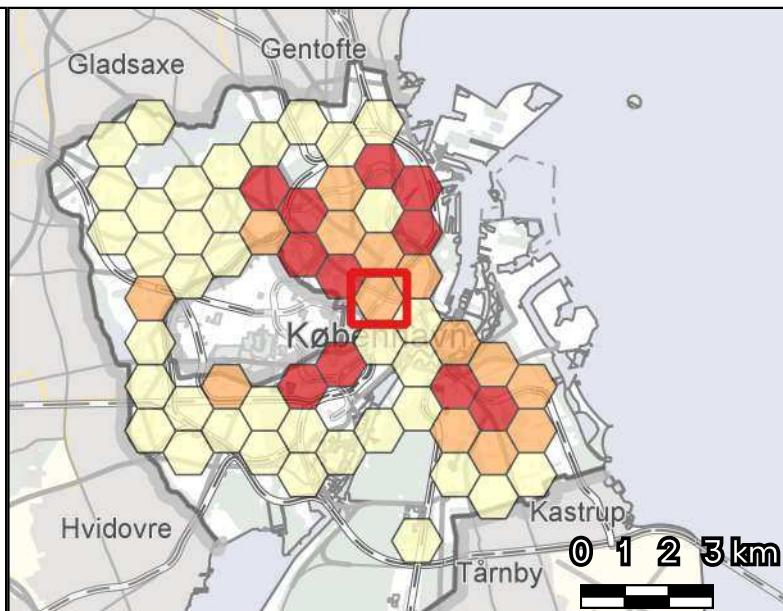 Gentofte
Gladsaxe
København
Hvidovre
Kastrup
Tårnby
0 1 2 3 km